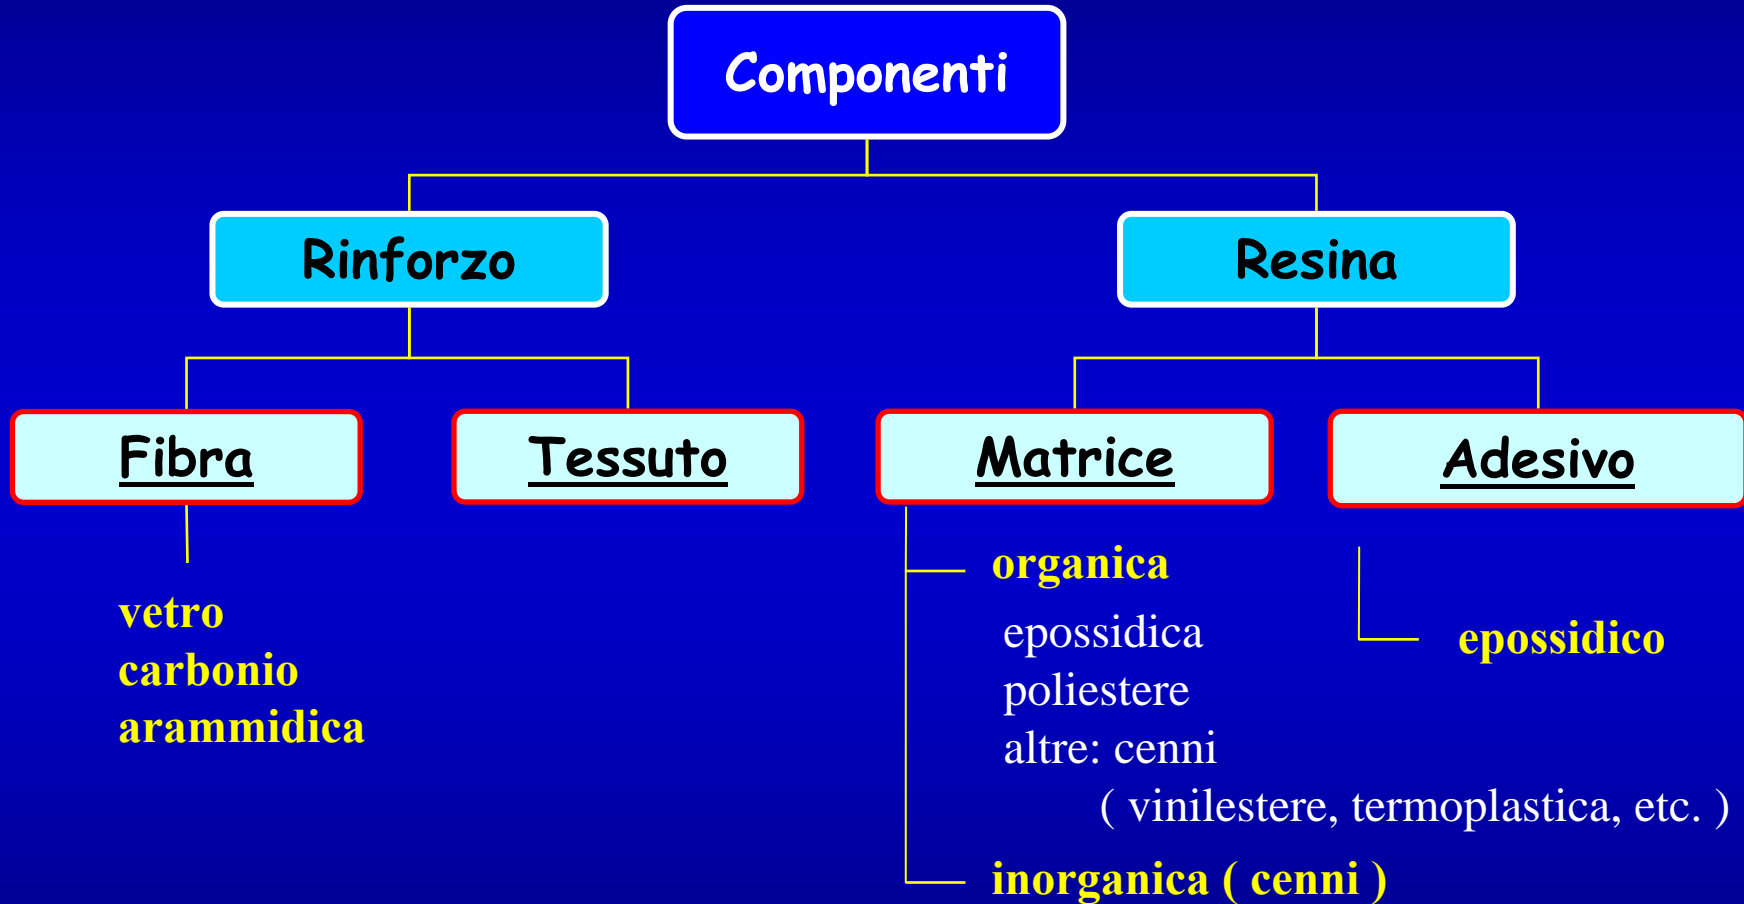 Componenti
Rinforzo
Resina
Fibra
Tessuto
Matrice
Adesivo
vetro
carbonio
arammidica
organica
epossidica
poliestere
altre: cenni
( vinilestere, termoplastica, etc. )
inorganica ( cenni )
epossidico